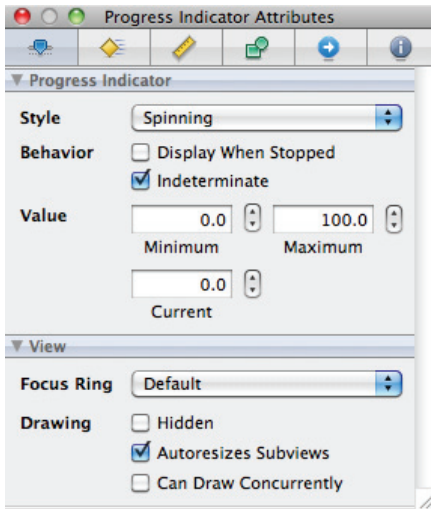 Progress Indicator Attributes
Progress Indicator
Style Spinning
Behavior Display When Stopped
Indeterminate
Value 0.0 100.0
Minimum Maximum
0.0
Current
View
Focus Ring Default
Drawing Hidden
Autoresizes Subviews
Can Draw Concurrently